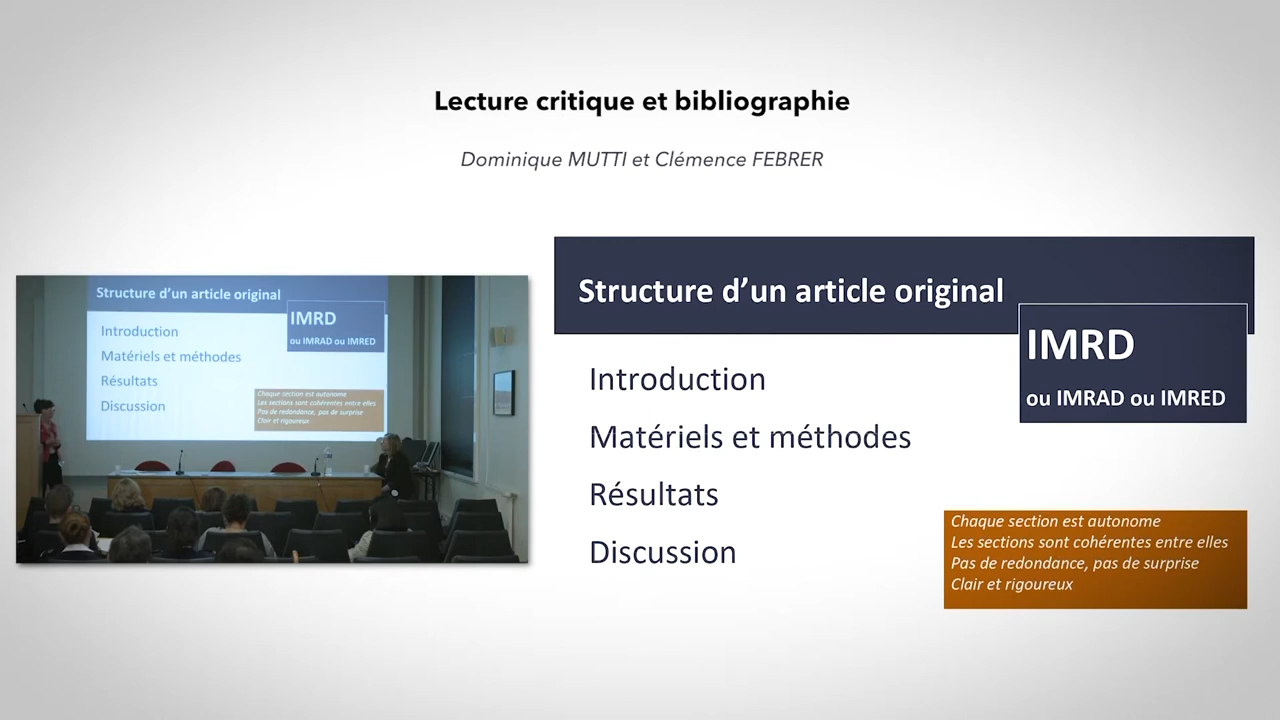 Lecture critique et bibliographie
Dominique MUTTI et Clémence FEBRER
Structure d'un article original
IMRD
ou IMRAD ou IMRED
Introduction
Matériels et méthodes
Résultats
Discussion
Chaque section est autonome
Les sections sont cohérentes entre elles
Pas de redondance, pas de surprise
Clair et rigoureux
Structure d'un article original
IMRD
ou IMRAD ou IMRED
Introduction
Matériels et méthodes
Résultats
Discussion
Chaque section est autonome
Les sections sont cohérentes entre elles
Pas de redondance, pas de surprise
Clair et rigoureux